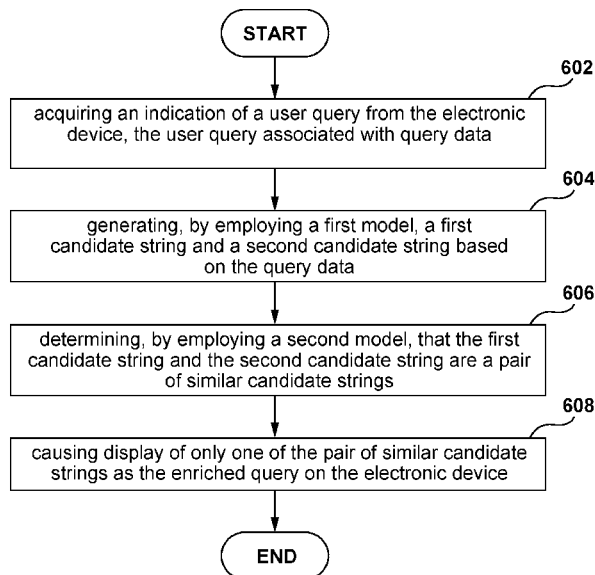 START
602
acquiring an indication of a user query from the electronic
device, the user query associated with query data
604
generating, by employing a first model, a first
candidate string and a second candidate string based
on the query data
606
determining, by employing a second model, that the first
candidate string and the second candidate string are a pair
of similar candidate strings
608
causing display of only one of the pair of similar candidate
strings as the enriched query on the electronic device
END